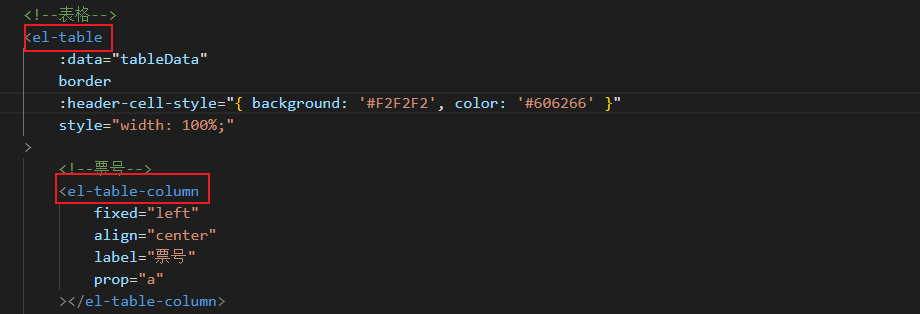 <!--表格-->
<el-table
:data="tableData"
border
:header-cell-style="{ background: '#F2F2F2', color: '#606266' }"
style="width: 100%;"
>
<!--票号-->
<el-table-column
fixed="left"
align="center"
label="票号"
prop="a"
></el-table-column>